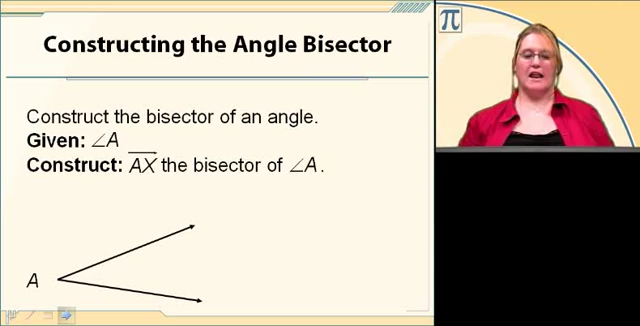 Constructing the Angle Bisector
π
Construct the bisector of an angle.
Given: ∠A
Construct: AX the bisector of ∠A.
A